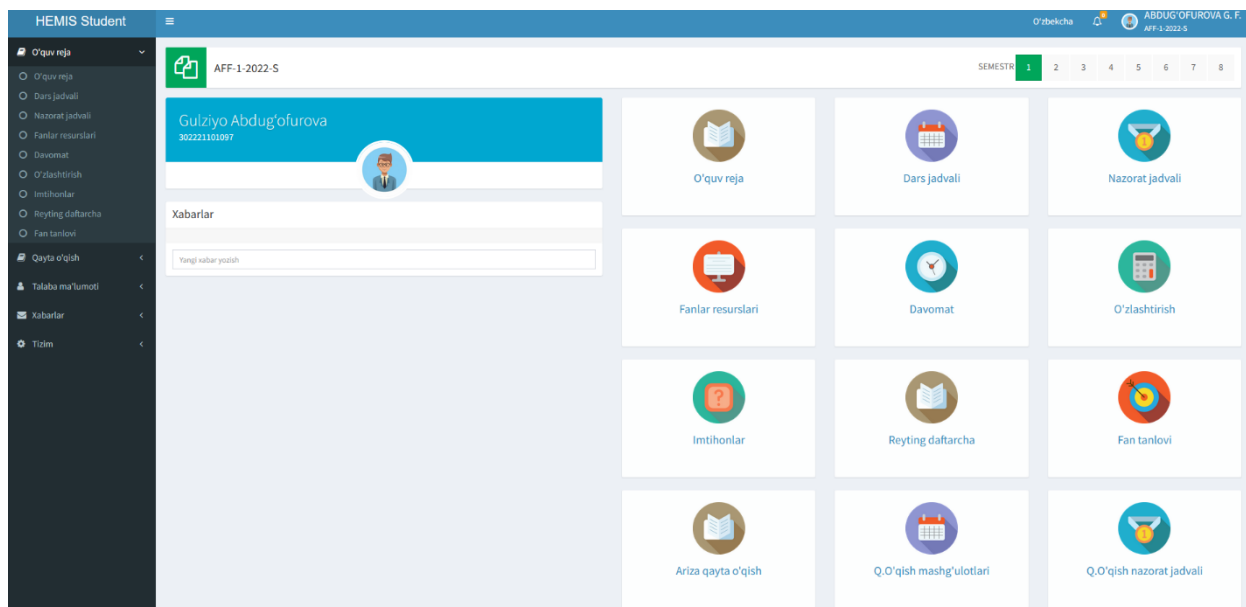 HEMIS Student
O'zbekcha
ABDUG'OFUROVA G. F.
AFF-1-2022-S
O'quv reja
O'quv reja
Dars jadvali
Nazorat jadvali
Fanlar resurslari
Davomat
O'zlashtirish
Imtihonlar
Reyting daftarcha
Fan tanlovi
Qayta o'qish
Talaba ma'lumoti
Xabarlar
Tizim
AFF-1-2022-S
SEMESTR 1 2 3 4 5 6 7 8
Gulziyo Abdug'ofurova
302221101097
Xabarlar
Yangi xabar yozish
O'quv reja
Dars jadvali
Nazorat jadvali
Fanlar resurslari
Davomat
O'zlashtirish
Imtihonlar
Reyting daftarcha
Fan tanlovi
Ariza qayta o'qish
Q.O'qish mashg'ulotlari
Q.O'qish nazorat jadvali